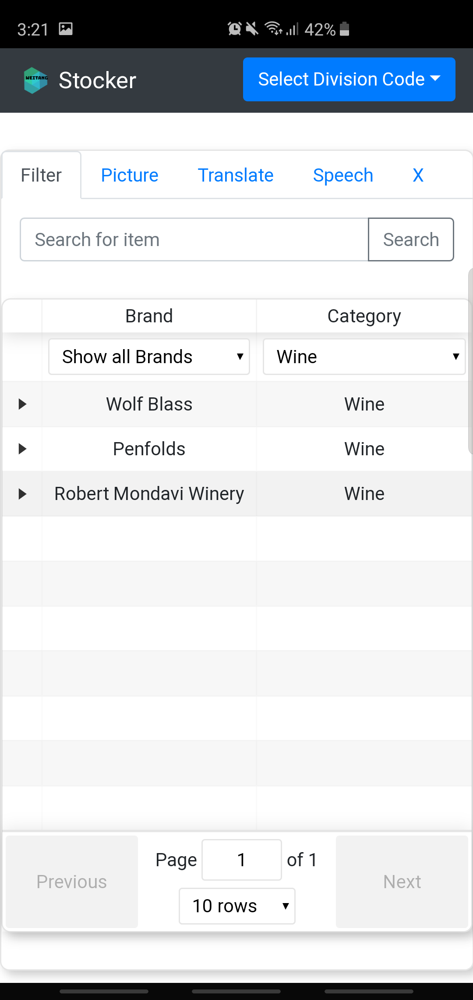 3:21 42%
WEITANG Stocker Select Division Code
Filter Picture Translate Speech X
Search for item Search
Brand Category
Show all Brands Wine
Wolf Blass Wine
Penfolds Wine
Robert Mondavi Winery Wine
Previous Page 1 of 1 Next
10 rows